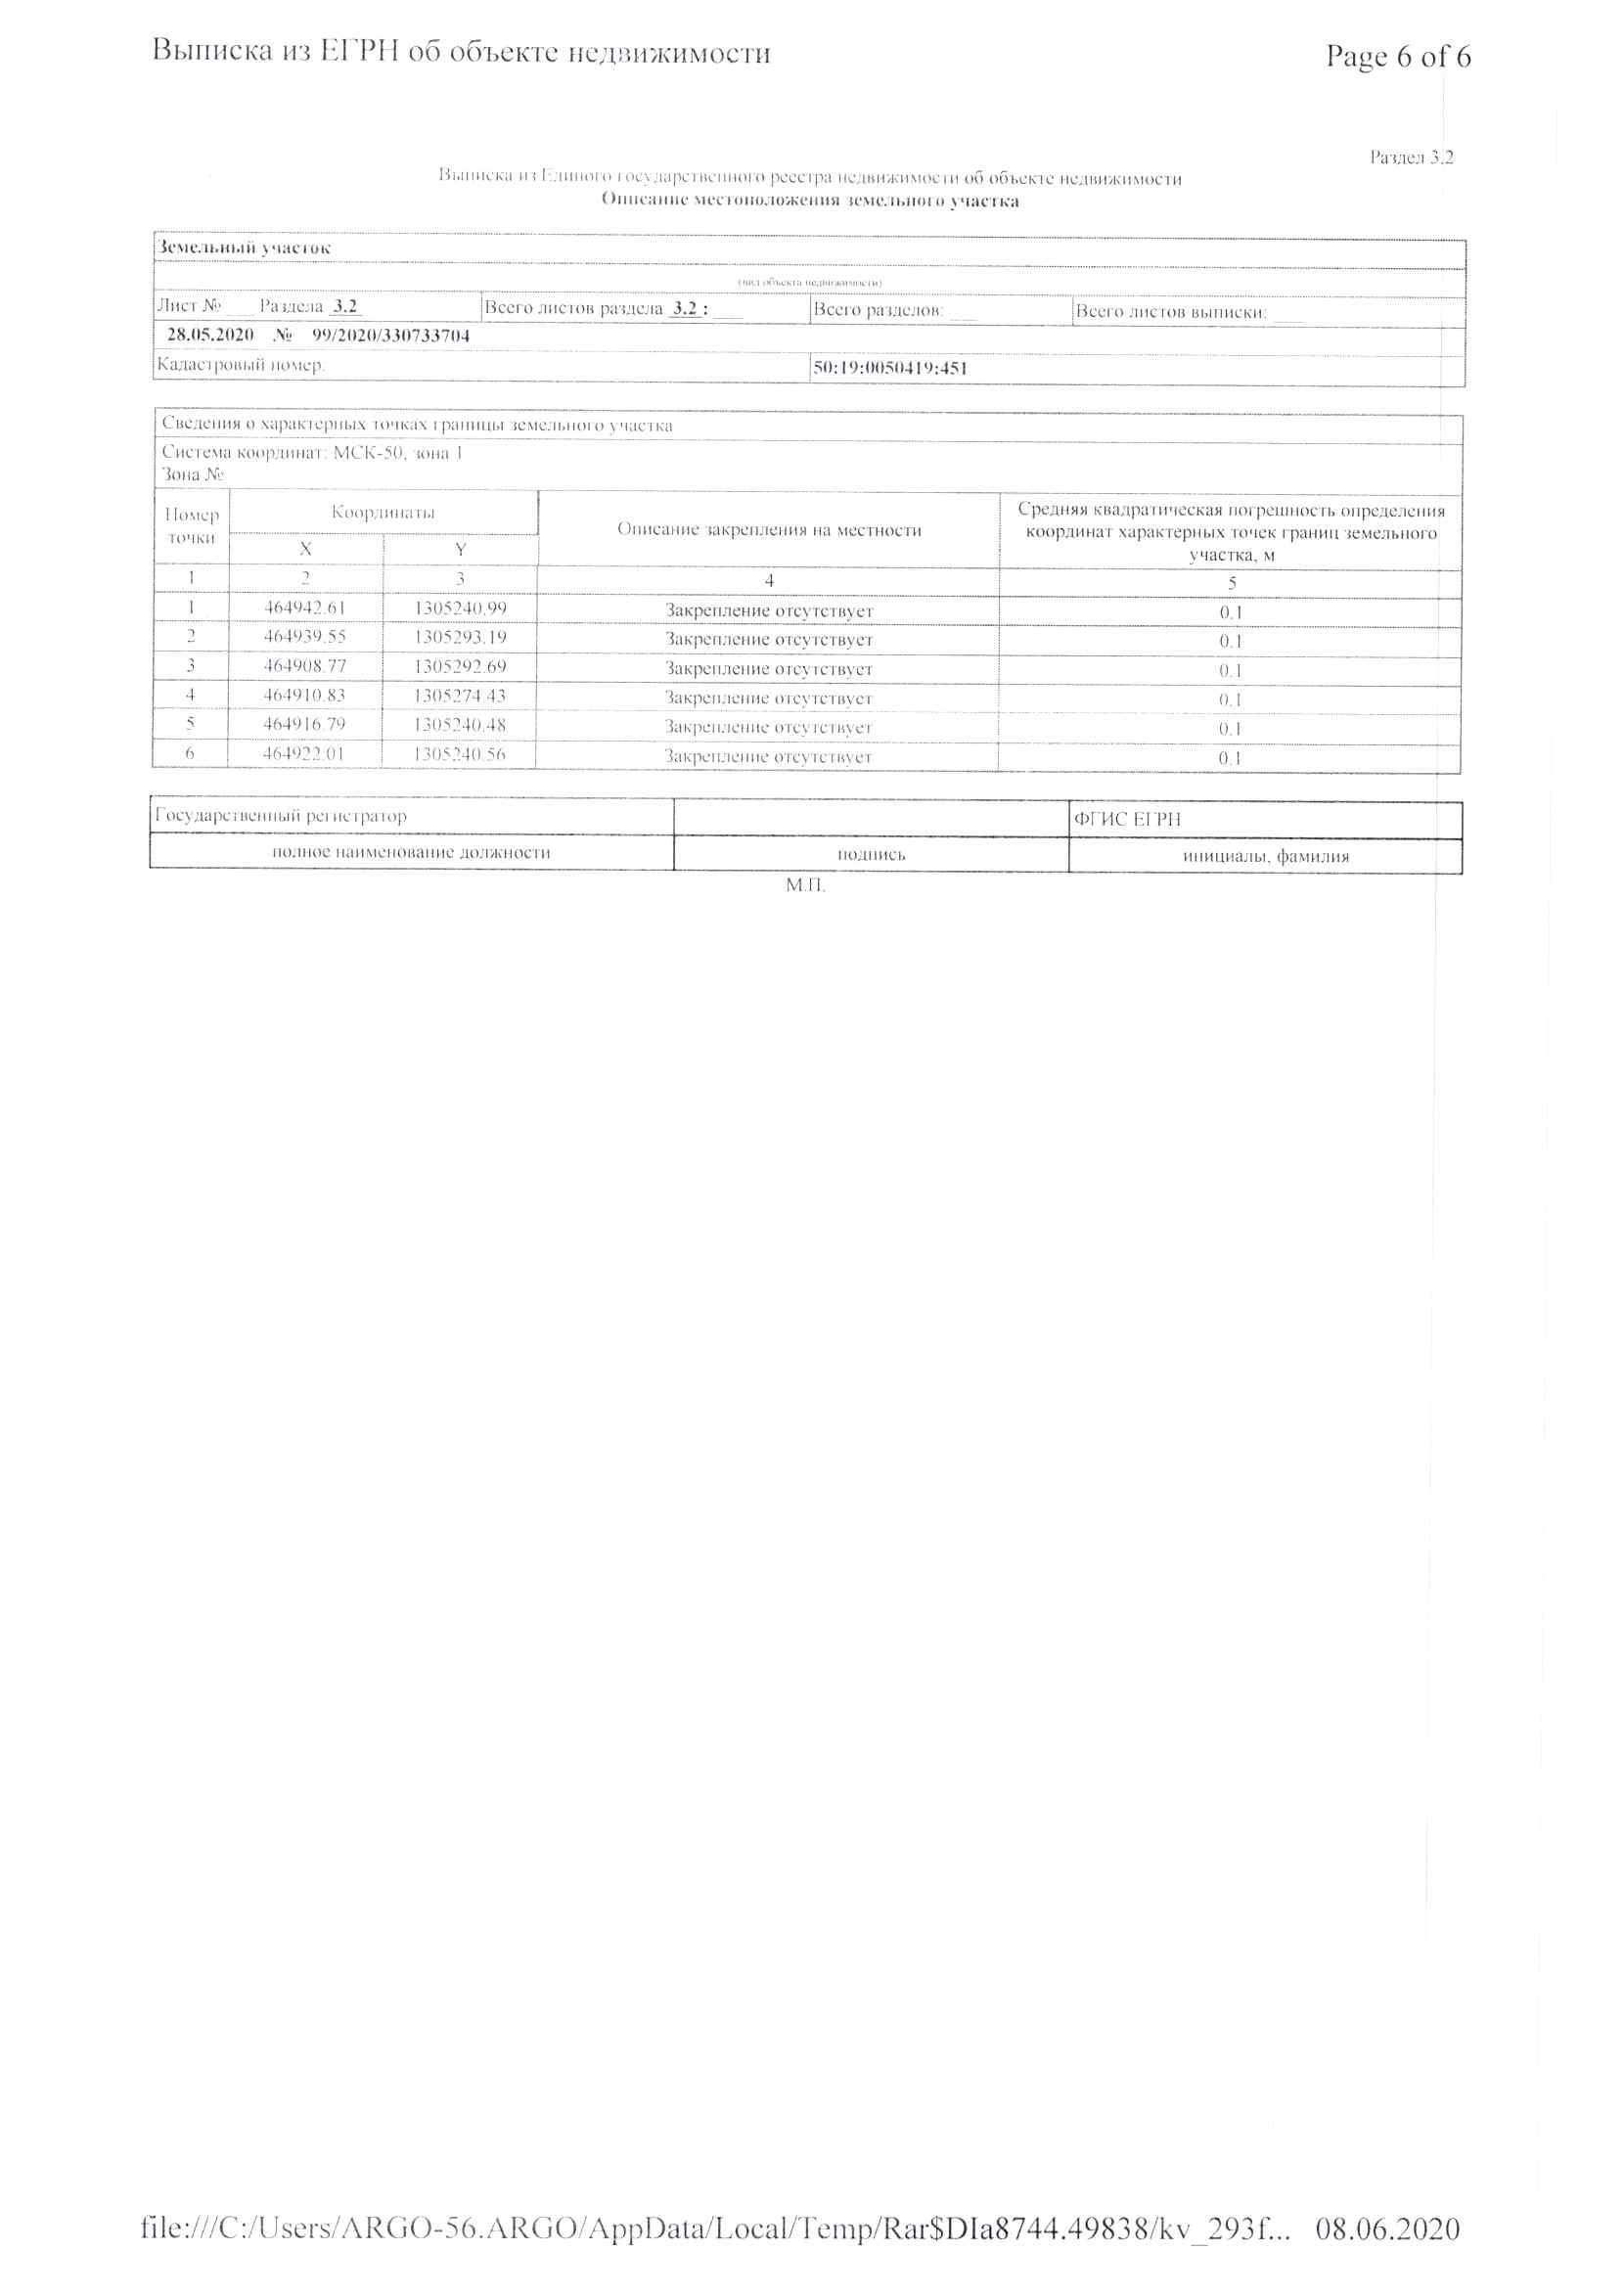 Выписка из ЕГРН об объекте недвижимости Page 6 of 6
Раздел 3.2
Выписка из Единого государственного реестра недвижимости об объекте недвижимости
Описание местоположения земельного участка
Земельный участок
(вид объекта недвижимости)
Лист № ___ Раздела 3.2 Всего листов раздела 3.2 : ___ Всего разделов: ___ Всего листов выписки: ___
28.05.2020 № 99/2020/330733704
Кадастровый номер: 50:19:0050419:451
Сведения о характерных точках границы земельного участка
Система координат: МСК-50, зона 1
Зона №
Номер точки Координаты Описание закрепления на местности Средняя квадратическая погрешность определения координат характерных точек границ земельного участка, м
X Y
1 2 3 4 5
1 464942.61 1305240.99 Закрепление отсутствует 0.1
2 464939.55 1305293.19 Закрепление отсутствует 0.1
3 464908.77 1305292.69 Закрепление отсутствует 0.1
4 464910.83 1305274.43 Закрепление отсутствует 0.1
5 464916.79 1305240.48 Закрепление отсутствует 0.1
6 464922.01 1305240.56 Закрепление отсутствует 0.1
Государственный регистратор ФГИС ЕГРН
полное наименование должности подпись инициалы, фамилия
М.П.
file:///C:/Users/ARGO-56.ARGO/AppData/Local/Temp/Rar$DIa8744.49838/kv_293f... 08.06.2020